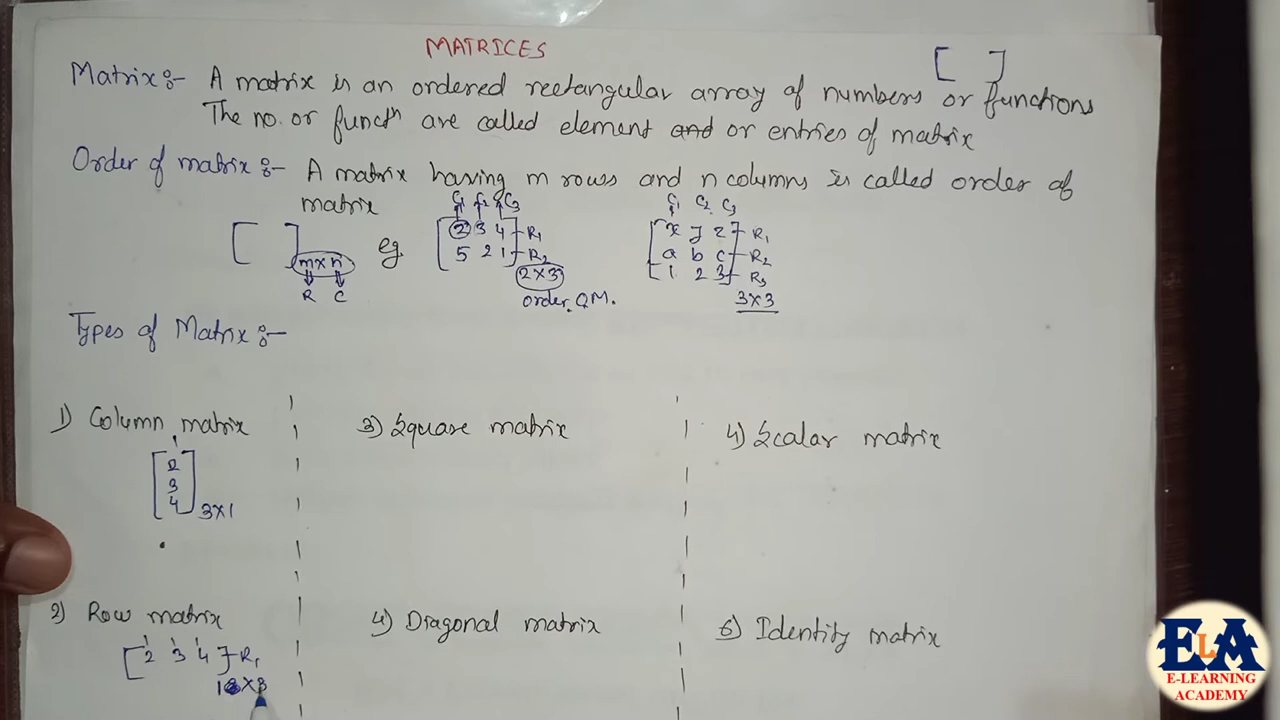 MATRICES
[ ]
Matrix:- A matrix is an ordered rectangular array of numbers or functions
The no. or functn are called element and or entries of matrix
Order of matrix:- A matrix having m rows and n columns is called order of
matrix
[ ] m×n
R C
eg.
C1 C2 C3
[2 3 4] R1
5 2 1 R2
2×3
order.OM.
C1 C2 C3
x y z R1
a b c R2
1 2 3 R3
3×3
Types of Matrix:-
1) Column matrix
[2
3
4] 3×1
2) Row matrix
[2 3 4] R1
1 ×3
3) Square matrix
4) Diagonal matrix
4) Scalar matrix
6) Identity matrix
ELA
E-LEARNING
ACADEMY